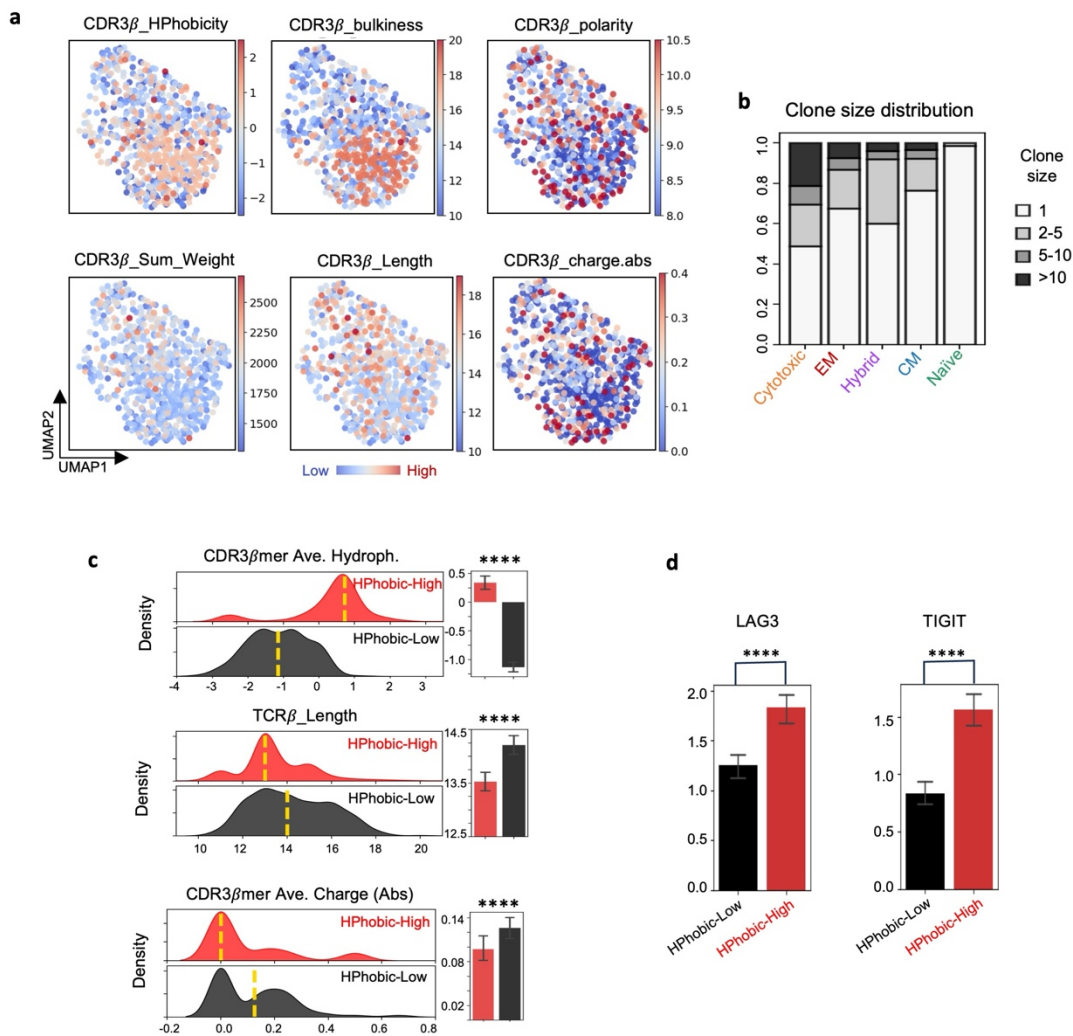 a
CDR3β_HPhobicity
CDR3β_bulkiness
CDR3β_polarity
2
1
0
−1
−2
20
18
16
14
12
10
10.5
10.0
9.5
9.0
8.5
8.0
CDR3β_Sum_Weight
CDR3β_Length
CDR3β_charge.abs
2500
2250
2000
1750
1500
18
16
14
12
10
0.4
0.3
0.2
0.1
0.0
UMAP2
UMAP1
Low
High
b
Clone size distribution
1.0
0.8
0.6
0.4
0.2
0.0
Cytotoxic
EM
Hybrid
CM
Naïve
Clone
size
1
2-5
5-10
>10
c
CDR3βmer Ave. Hydroph.
****
Density
HPhobic-High
HPhobic-Low
-4 -3 -2 -1 0 1 2 3
0.5
0
-0.5
-1.0
TCRβ_Length
****
Density
HPhobic-High
HPhobic-Low
10 12 14 16 18 20
14.5
13.5
12.5
CDR3βmer Ave. Charge (Abs)
****
Density
HPhobic-High
HPhobic-Low
-0.2 0.0 0.2 0.4 0.6 0.8
0.14
0.08
0.02
d
LAG3
****
2.0
1.5
1.0
0.5
0.0
HPhobic-Low
HPhobic-High
TIGIT
****
1.5
1.0
0.5
0.0
HPhobic-Low
HPhobic-High